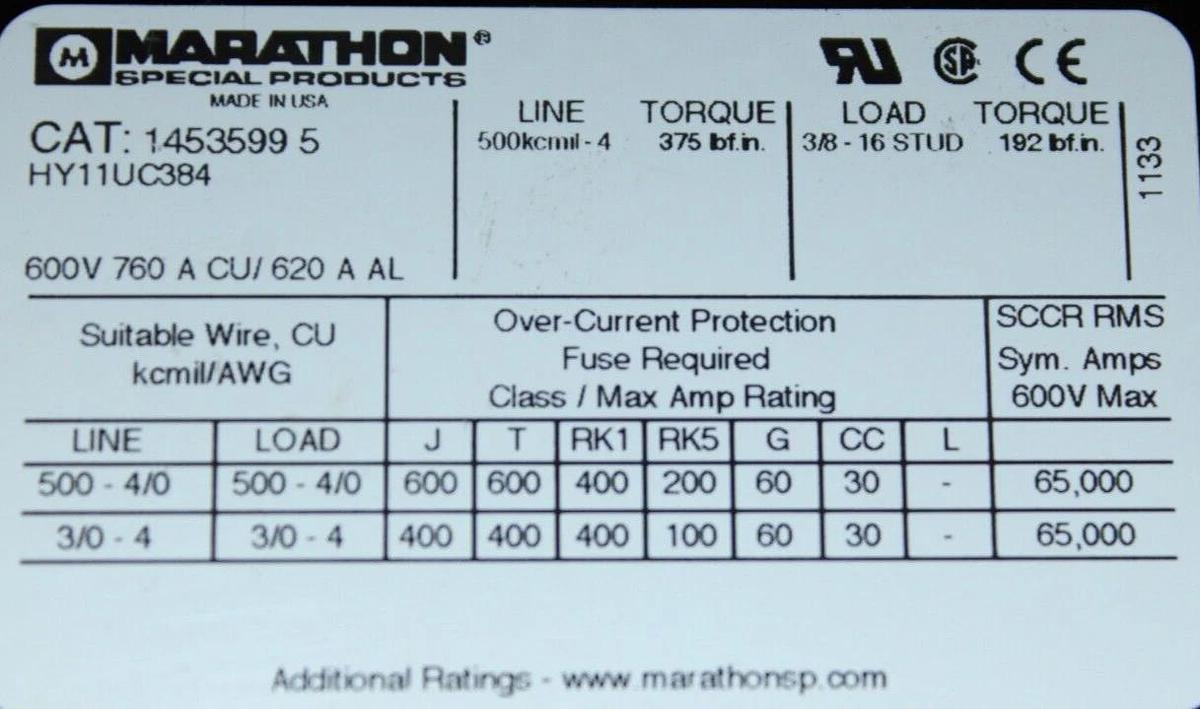 M MARATHON®
SPECIAL PRODUCTS
MADE IN USA
CAT: 1453599 5
HY11UC384
600V 760 A CU/ 620 A AL
LINE TORQUE
500kcmil - 4 375 lbf.in.
LOAD TORQUE
3/8 - 16 STUD 192 lbf.in.
1133
Suitable Wire, CU
kcmil/AWG
Over-Current Protection
Fuse Required
Class / Max Amp Rating
SCCR RMS
Sym. Amps
600V Max
LINE LOAD J T RK1 RK5 G CC L
500 - 4/0 500 - 4/0 600 600 400 200 60 30 - 65,000
3/0 - 4 3/0 - 4 400 400 400 100 60 30 - 65,000
Additional Ratings - www.marathonsp.com